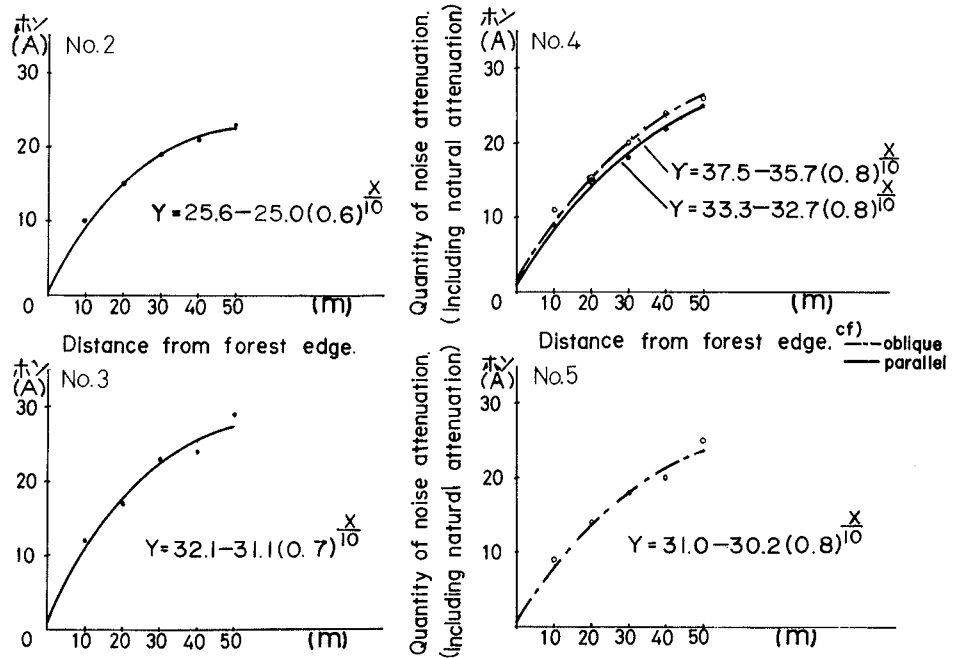 ホン
(A)
No.2
30
20
10
0
Y=25.6-25.0(0.6)^X/10
10 20 30 40 50 (m)
Distance from forest edge.
Quantity of noise attenuation.
(Including natural attenuation)
ホン
(A)
No.4
30
20
10
0
Y=37.5-35.7(0.8)^X/10
Y=33.3-32.7(0.8)^X/10
10 20 30 40 50 (m)
Distance from forest edge.
cf)
oblique
parallel
ホン
(A)
No.3
30
20
10
0
Y=32.1-31.1(0.7)^X/10
10 20 30 40 50 (m)
Quantity of noise attenuation.
(Including natural attenuation)
ホン
(A)
No.5
30
20
10
0
Y=31.0-30.2(0.8)^X/10
10 20 30 40 50 (m)